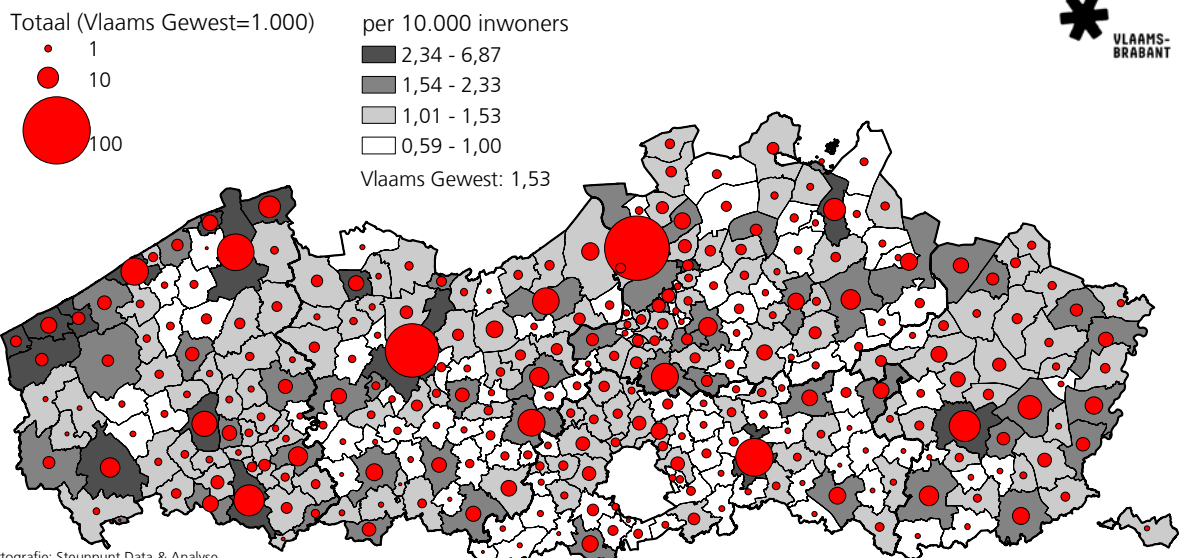 Totaal (Vlaams Gewest=1.000)
1
10
100
per 10.000 inwoners
2,34 - 6,87
1,54 - 2,33
1,01 - 1,53
0,59 - 1,00
Vlaams Gewest: 1,53
VLAAMS-
BRABANT
tografie: Steunpunt Data & Analyse